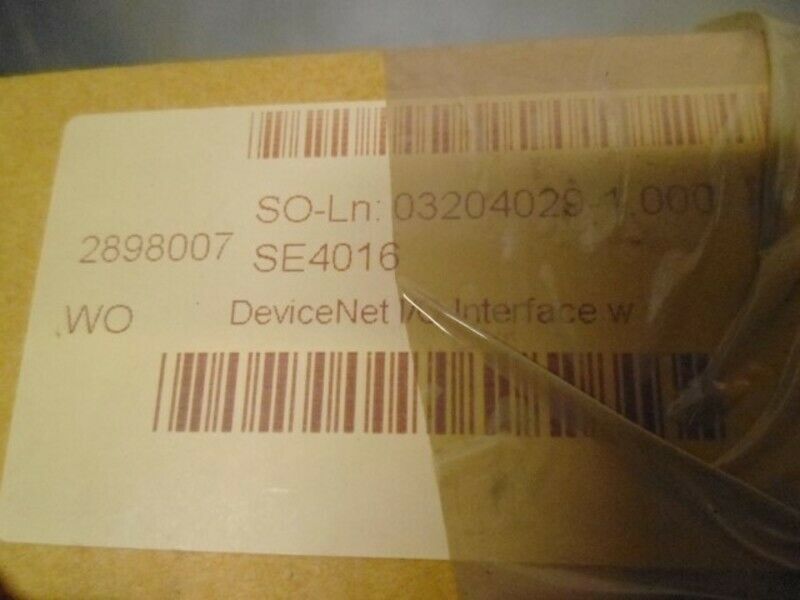 SO-Ln: 03204029-1.000
2898007 SE4016
WO DeviceNet I/O Interface w